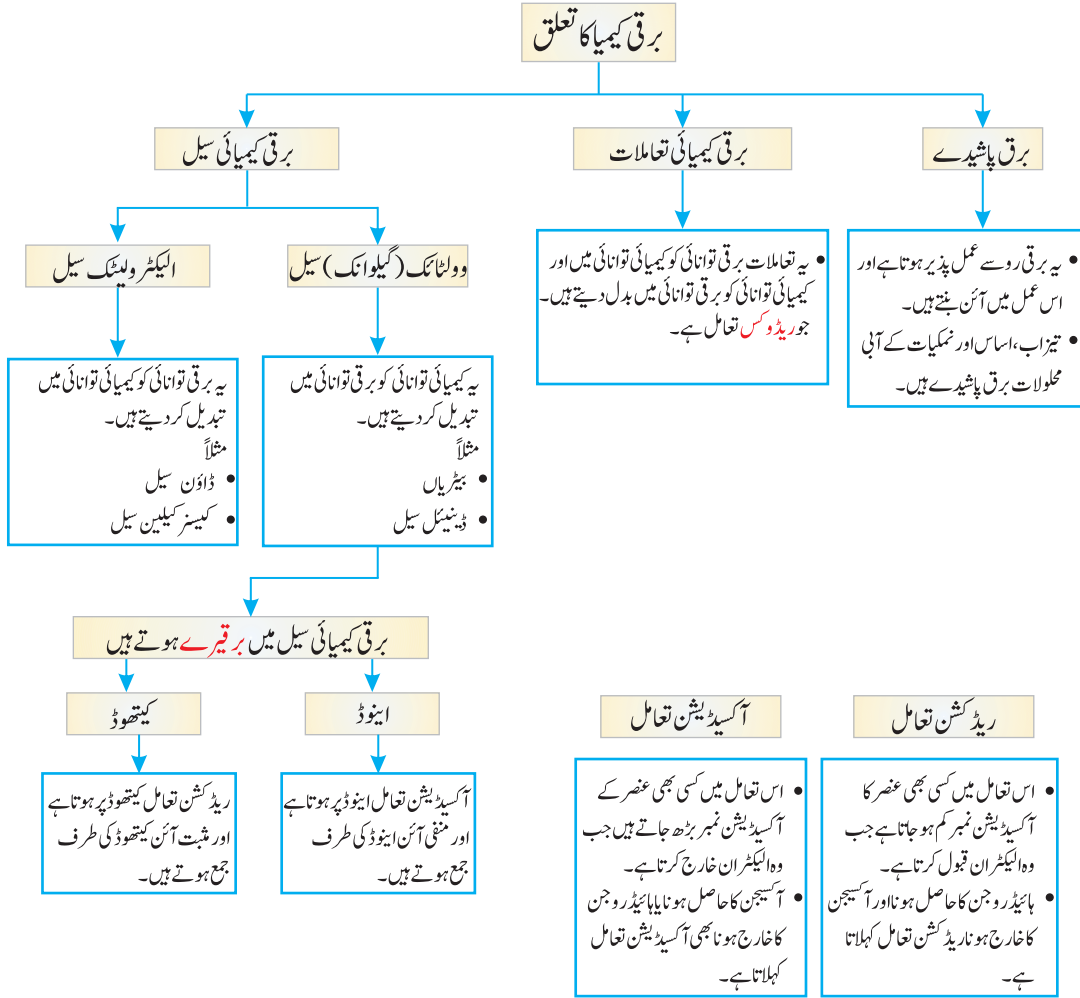 برقی کیمیا کا تعلق
برق پاشیدے
برقی کیمیائی تعاملات
برقی کیمیائی سیل
• یہ برقی رو سے عمل پذیر ہوتا ہے اور
اس عمل میں آئن بنتے ہیں۔
• تیزاب، اساس اور نمکیات کے آبی
محلولات برق پاشیدے ہیں۔
• یہ تعاملات برقی توانائی کو کیمیائی توانائی میں اور
کیمیائی توانائی کو برقی توانائی میں بدل دیتے ہیں۔
جو ریڈوکس تعامل ہے۔
وولٹائک (گیلوانک) سیل
الیکٹرولیٹک سیل
یہ کیمیائی توانائی کو برقی توانائی میں
تبدیل کر دیتے ہیں۔
مثلاً
• بیٹریاں
• ڈینیئل سیل
یہ برقی توانائی کو کیمیائی توانائی میں
تبدیل کر دیتے ہیں۔
مثلاً
• ڈاؤن سیل
• کیسنر کیلین سیل
برقی کیمیائی سیل میں برقیرے ہوتے ہیں
اینوڈ
کیتھوڈ
آکسیڈیشن تعامل اینوڈ پر ہوتا ہے
اور منفی آئن اینوڈ کی طرف
جمع ہوتے ہیں۔
ریڈکشن تعامل کیتھوڈ پر ہوتا ہے
اور مثبت آئن کیتھوڈ کی طرف
جمع ہوتے ہیں۔
ریڈکشن تعامل
آکسیڈیشن تعامل
• اس تعامل میں کسی بھی عنصر کا
آکسیڈیشن نمبر کم ہو جاتا ہے جب
وہ الیکٹران قبول کرتا ہے۔
• ہائیڈروجن کا حاصل ہونا اور آکسیجن
کا خارج ہونا ریڈکشن تعامل کہلاتا
ہے۔
• اس تعامل میں کسی بھی عنصر کے
آکسیڈیشن نمبر بڑھ جاتے ہیں جب
وہ الیکٹران خارج کرتا ہے۔
• آکسیجن کا حاصل ہونا یا ہائیڈروجن
کا خارج ہونا بھی آکسیڈیشن تعامل
کہلاتا ہے۔